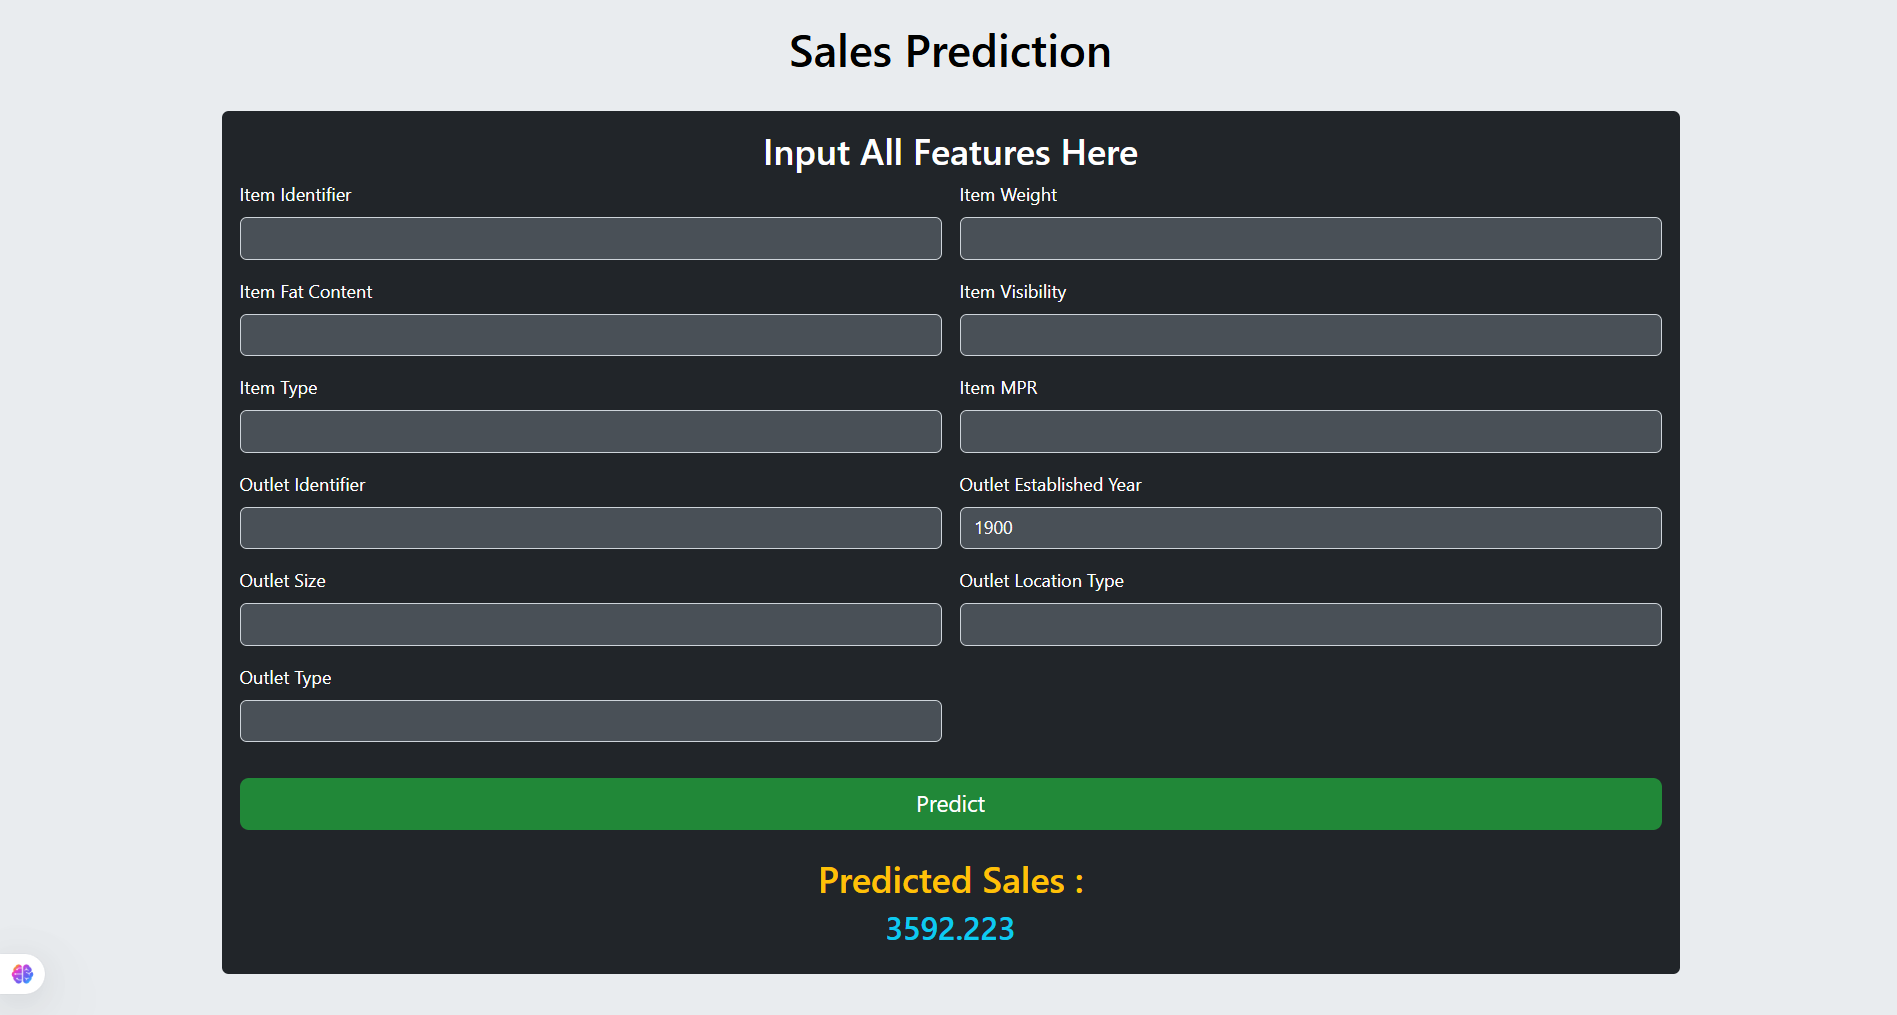 Sales Prediction
Input All Features Here
Item Identifier
Item Weight
Item Fat Content
Item Visibility
Item Type
Item MPR
Outlet Identifier
Outlet Established Year
1900
Outlet Size
Outlet Location Type
Outlet Type
Predict
Predicted Sales :
3592.223